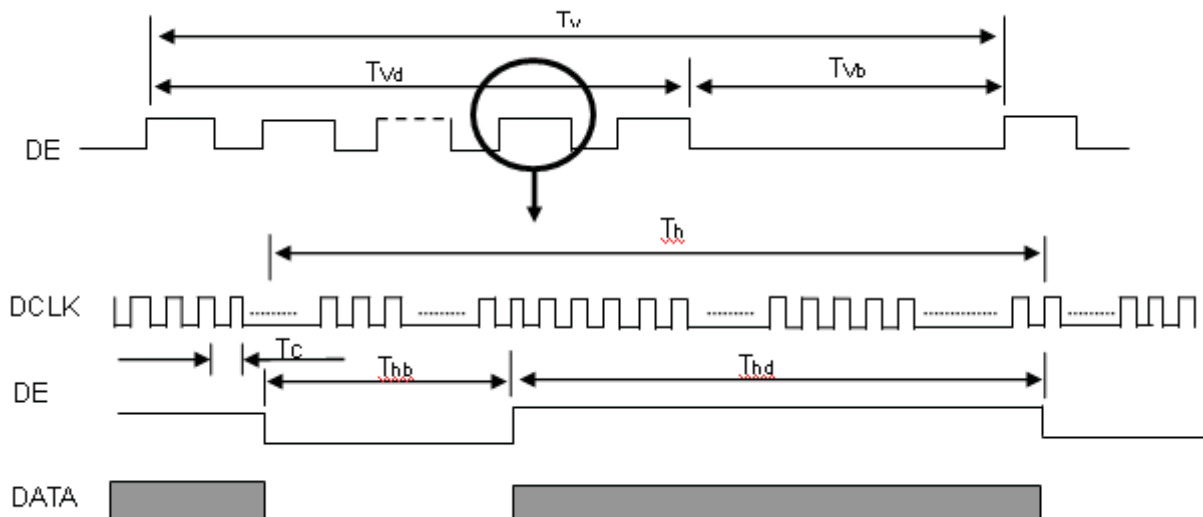 Tv
Tvd
Tvb
DE
Th
DCLK
Tc
Thb
Thd
DE
DATA